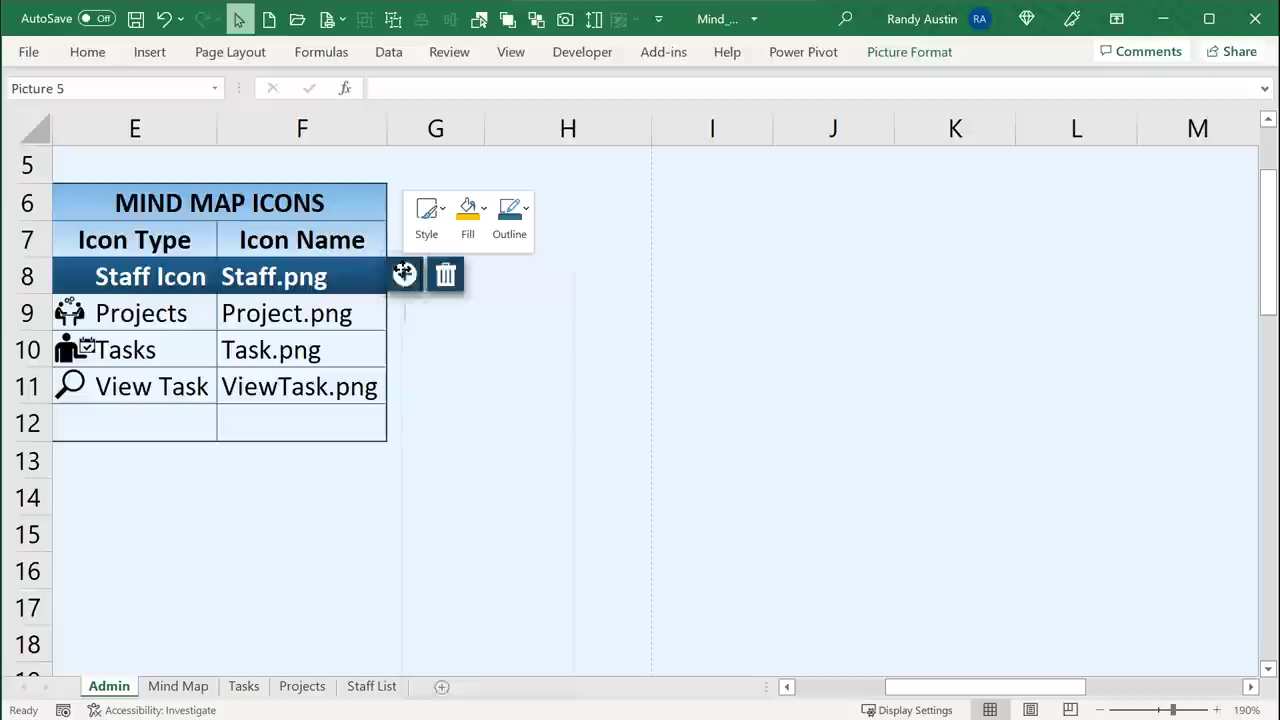 AutoSave Off Mind_... Randy Austin RA
File Home Insert Page Layout Formulas Data Review View Developer Add-ins Help Power Pivot Picture Format Comments Share
Picture 5 fx
E F G H I J K L M
5
6 MIND MAP ICONS
7 Icon Type Icon Name
Style Fill Outline
8 Staff Icon Staff.png
9 Projects Project.png
10 Tasks Task.png
11 View Task ViewTask.png
12
13
14
15
16
17
18
Admin Mind Map Tasks Projects Staff List
Ready Accessibility: Investigate Display Settings 190%